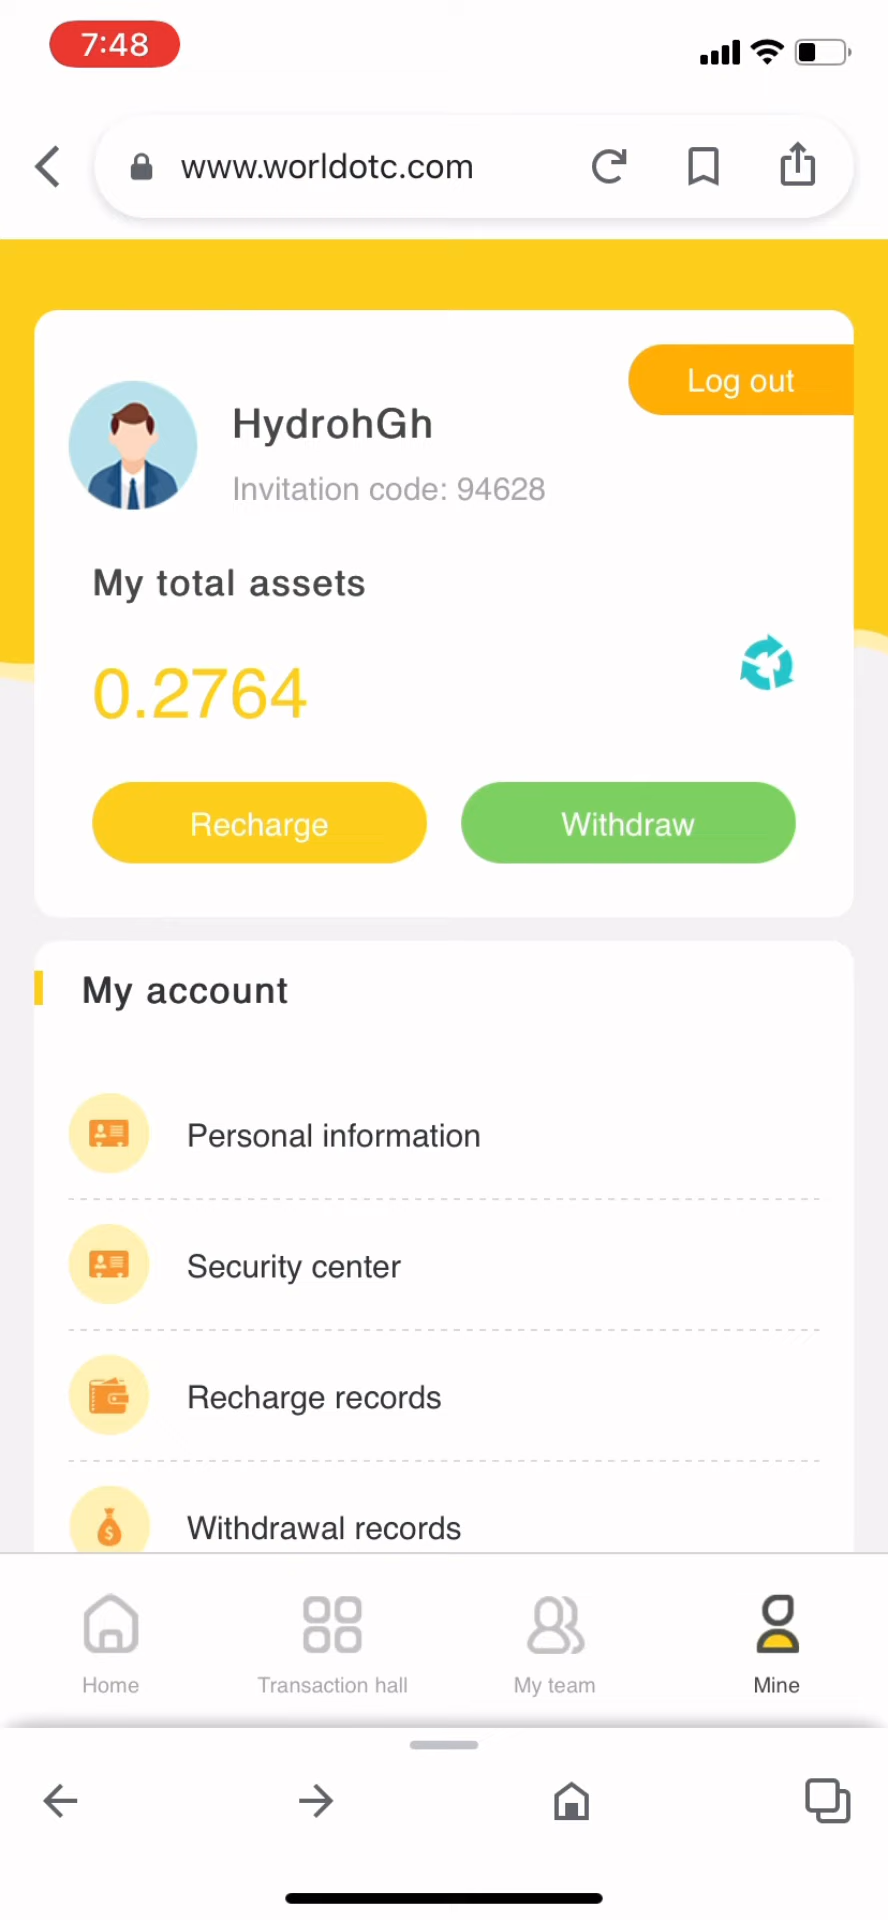 7:48
www.worldotc.com
Log out
HydrohGh
Invitation code: 94628
My total assets
0.2764
Recharge
Withdraw
My account
Personal information
Security center
Recharge records
Withdrawal records
Home
Transaction hall
My team
Mine